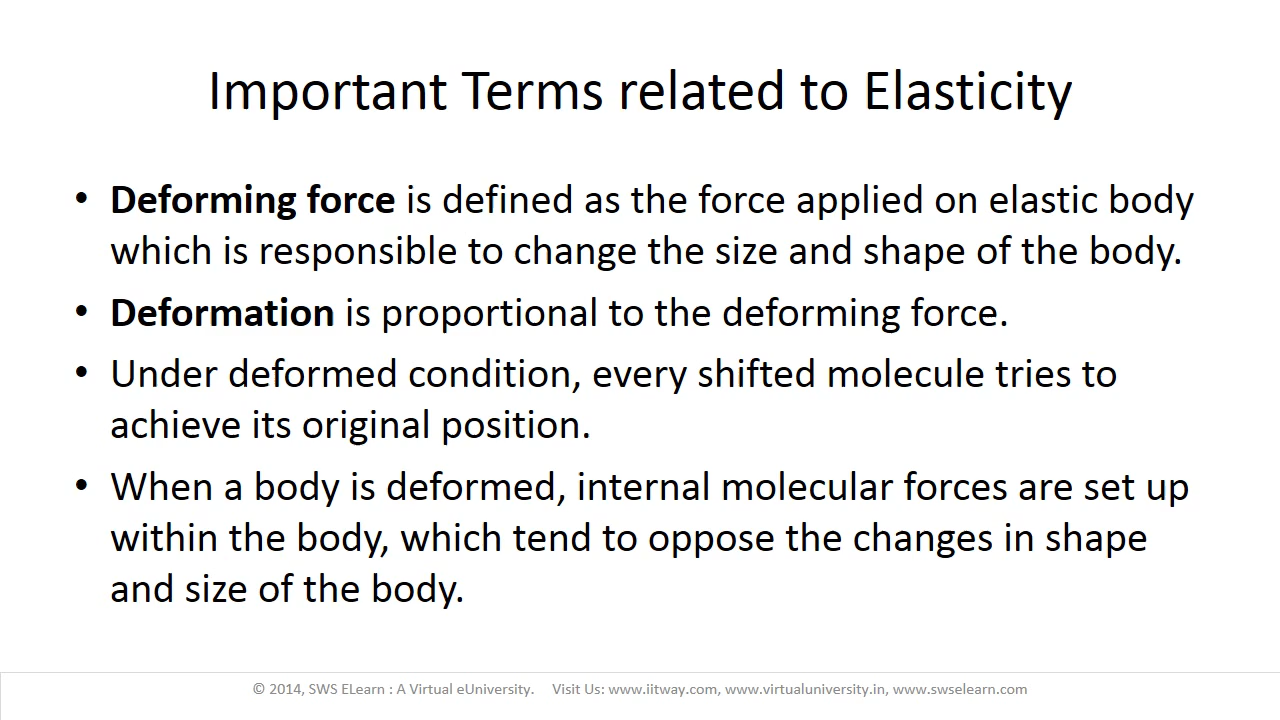 Important Terms related to Elasticity
• Deforming force is defined as the force applied on elastic body
which is responsible to change the size and shape of the body.
• Deformation is proportional to the deforming force.
• Under deformed condition, every shifted molecule tries to
achieve its original position.
• When a body is deformed, internal molecular forces are set up
within the body, which tend to oppose the changes in shape
and size of the body.
© 2014, SWS ELearn : A Virtual eUniversity. Visit Us: www.iitway.com, www.virtualuniversity.in, www.swselearn.com